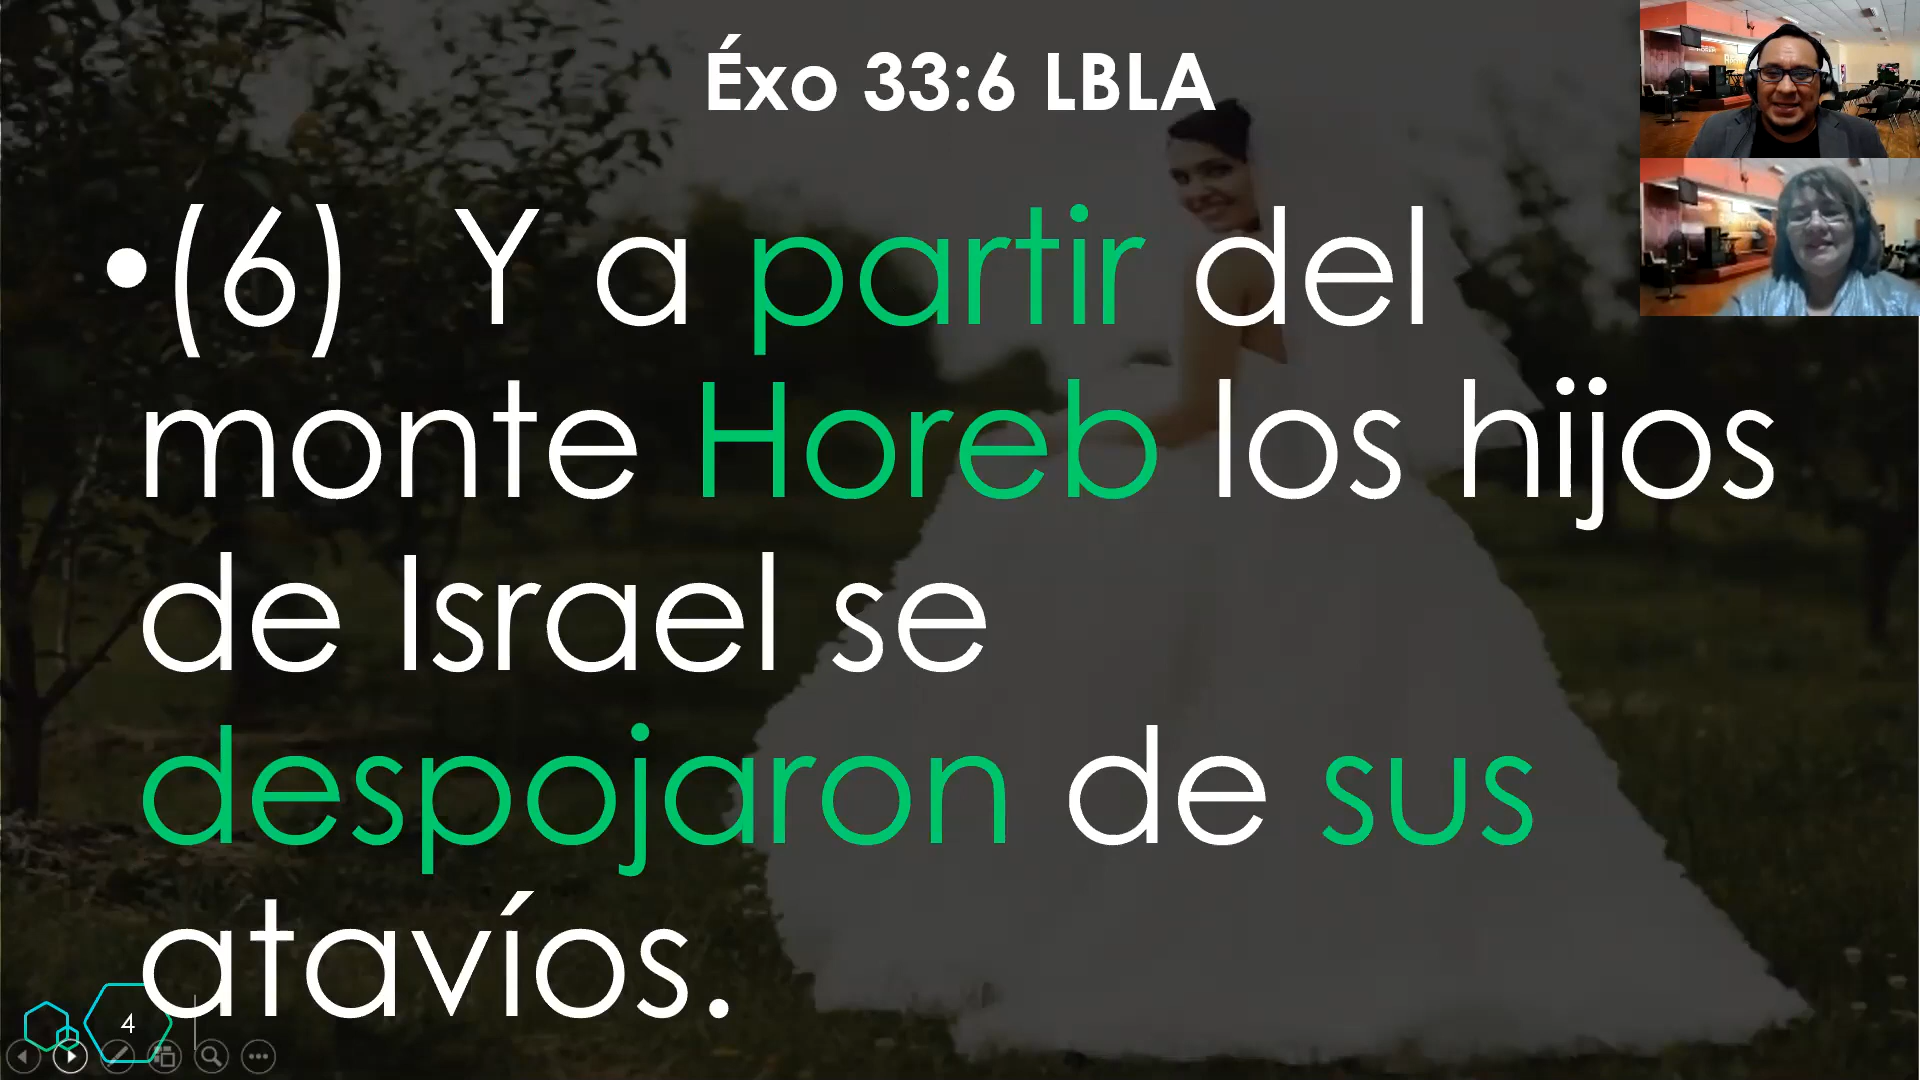 Éxo 33:6 LBLA
•(6) Y a partir del
monte Horeb los hijos
de Israel se
despojaron de sus
atavíos.
4